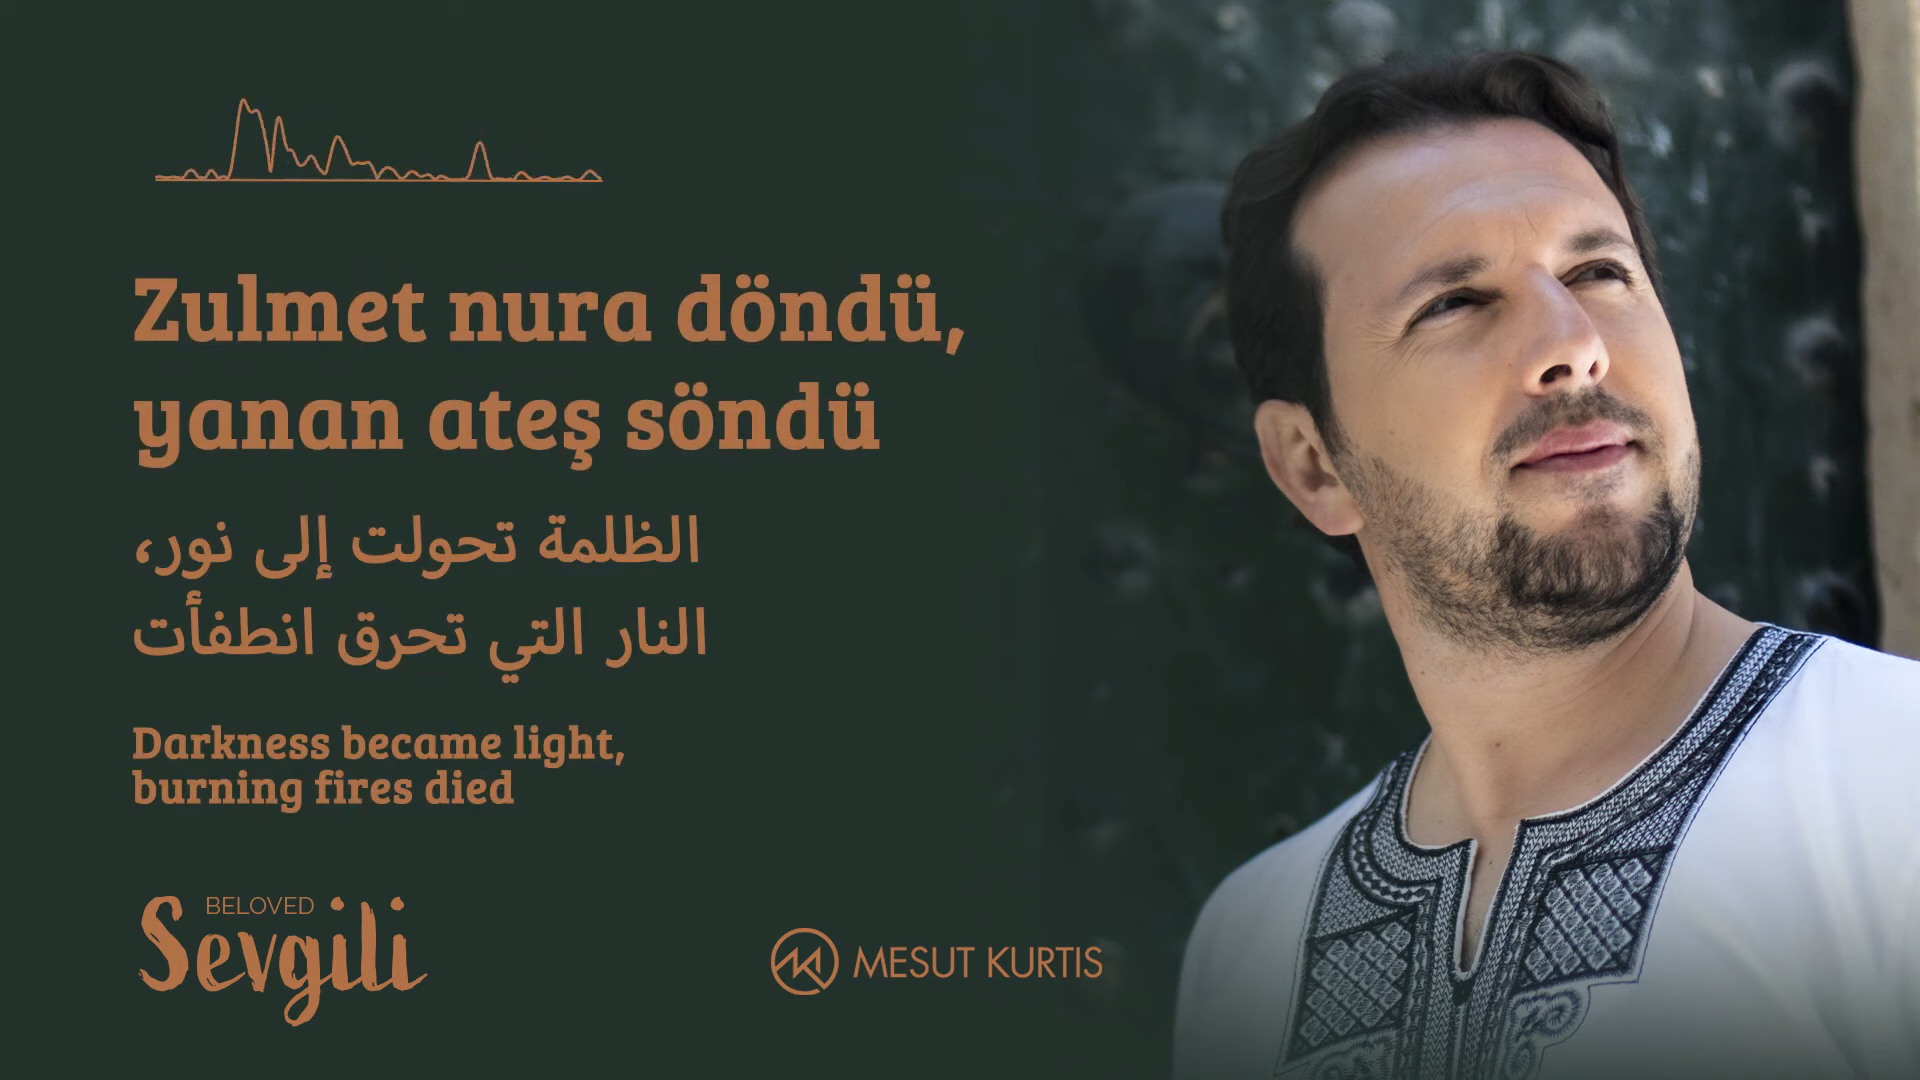 Zulmet nura döndü,
yanan ateş söndü
الظلمة تحولت إلى نور،
النار التي تحرق انطفأت
Darkness became light,
burning fires died
BELOVED
Sevgili
MESUT KURTIS